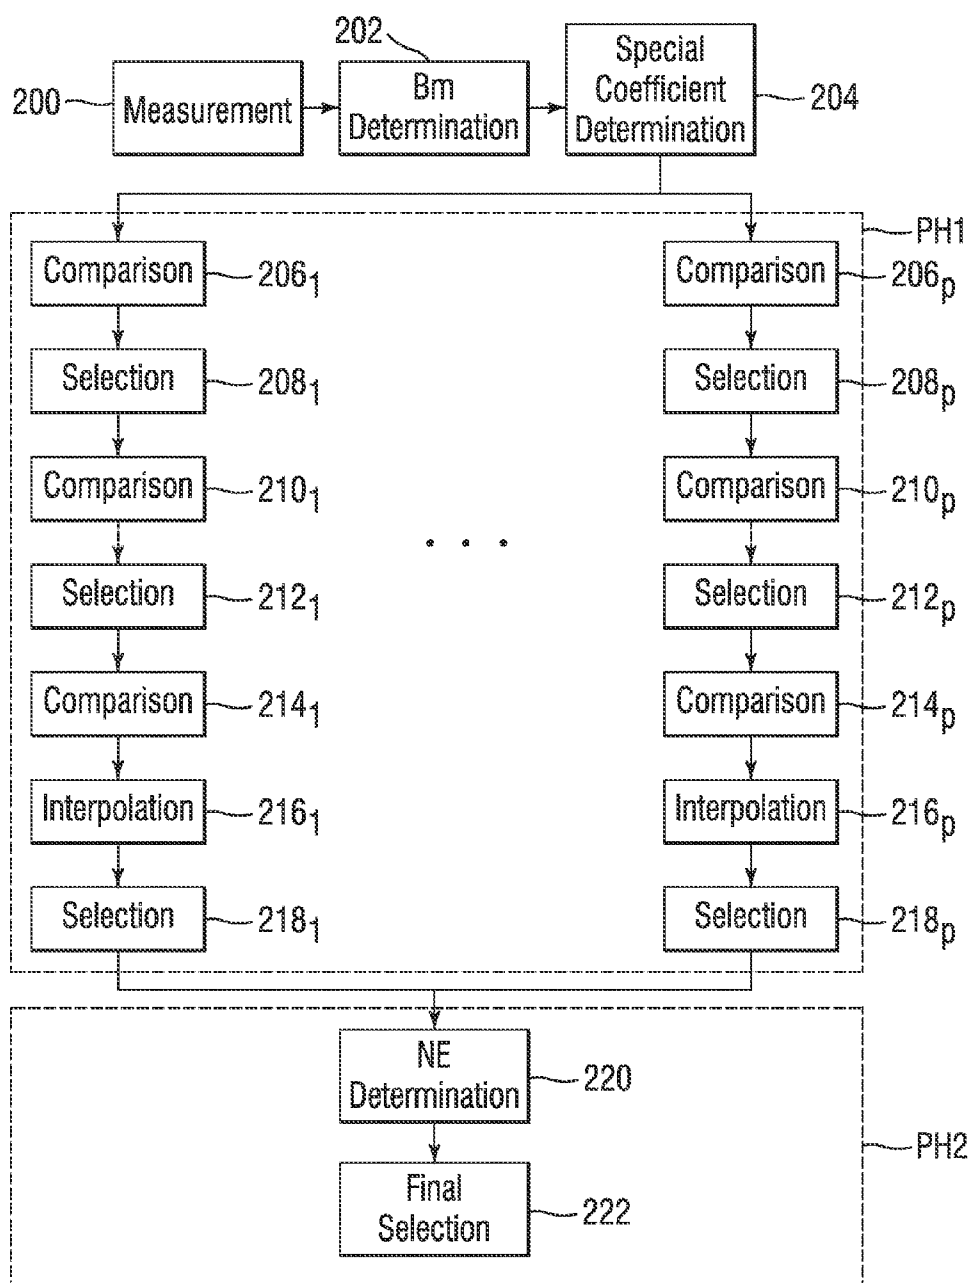 202
200
Measurement
Bm
Determination
Special
Coefficient
Determination
204
PH1
Comparison
206₁
Comparison
206p
Selection
208₁
Selection
208p
Comparison
210₁
Comparison
210p
. . .
Selection
212₁
Selection
212p
Comparison
214₁
Comparison
214p
Interpolation
216₁
Interpolation
216p
Selection
218₁
Selection
218p
NE
Determination
220
PH2
Final
Selection
222